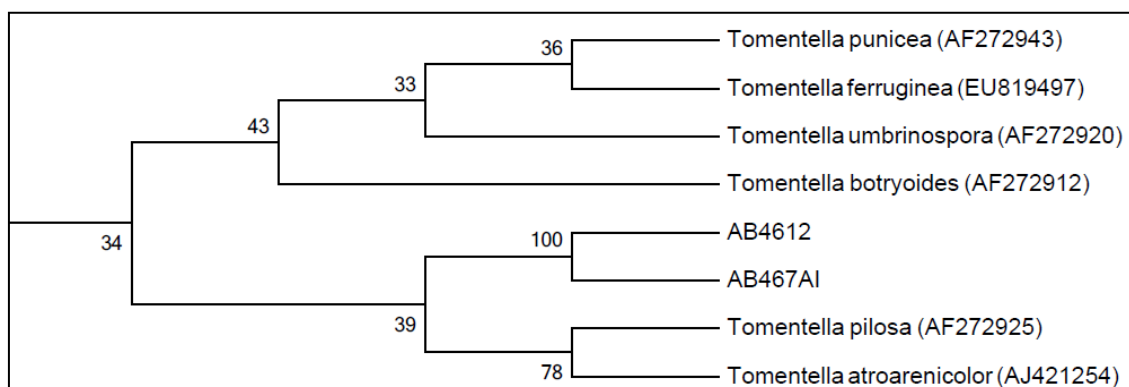 Tomentella punicea (AF272943)
36
Tomentella ferruginea (EU819497)
33
Tomentella umbrinospora (AF272920)
43
Tomentella botryoides (AF272912)
34
AB4612
100
AB467AI
39
Tomentella pilosa (AF272925)
78
Tomentella atroarenicolor (AJ421254)